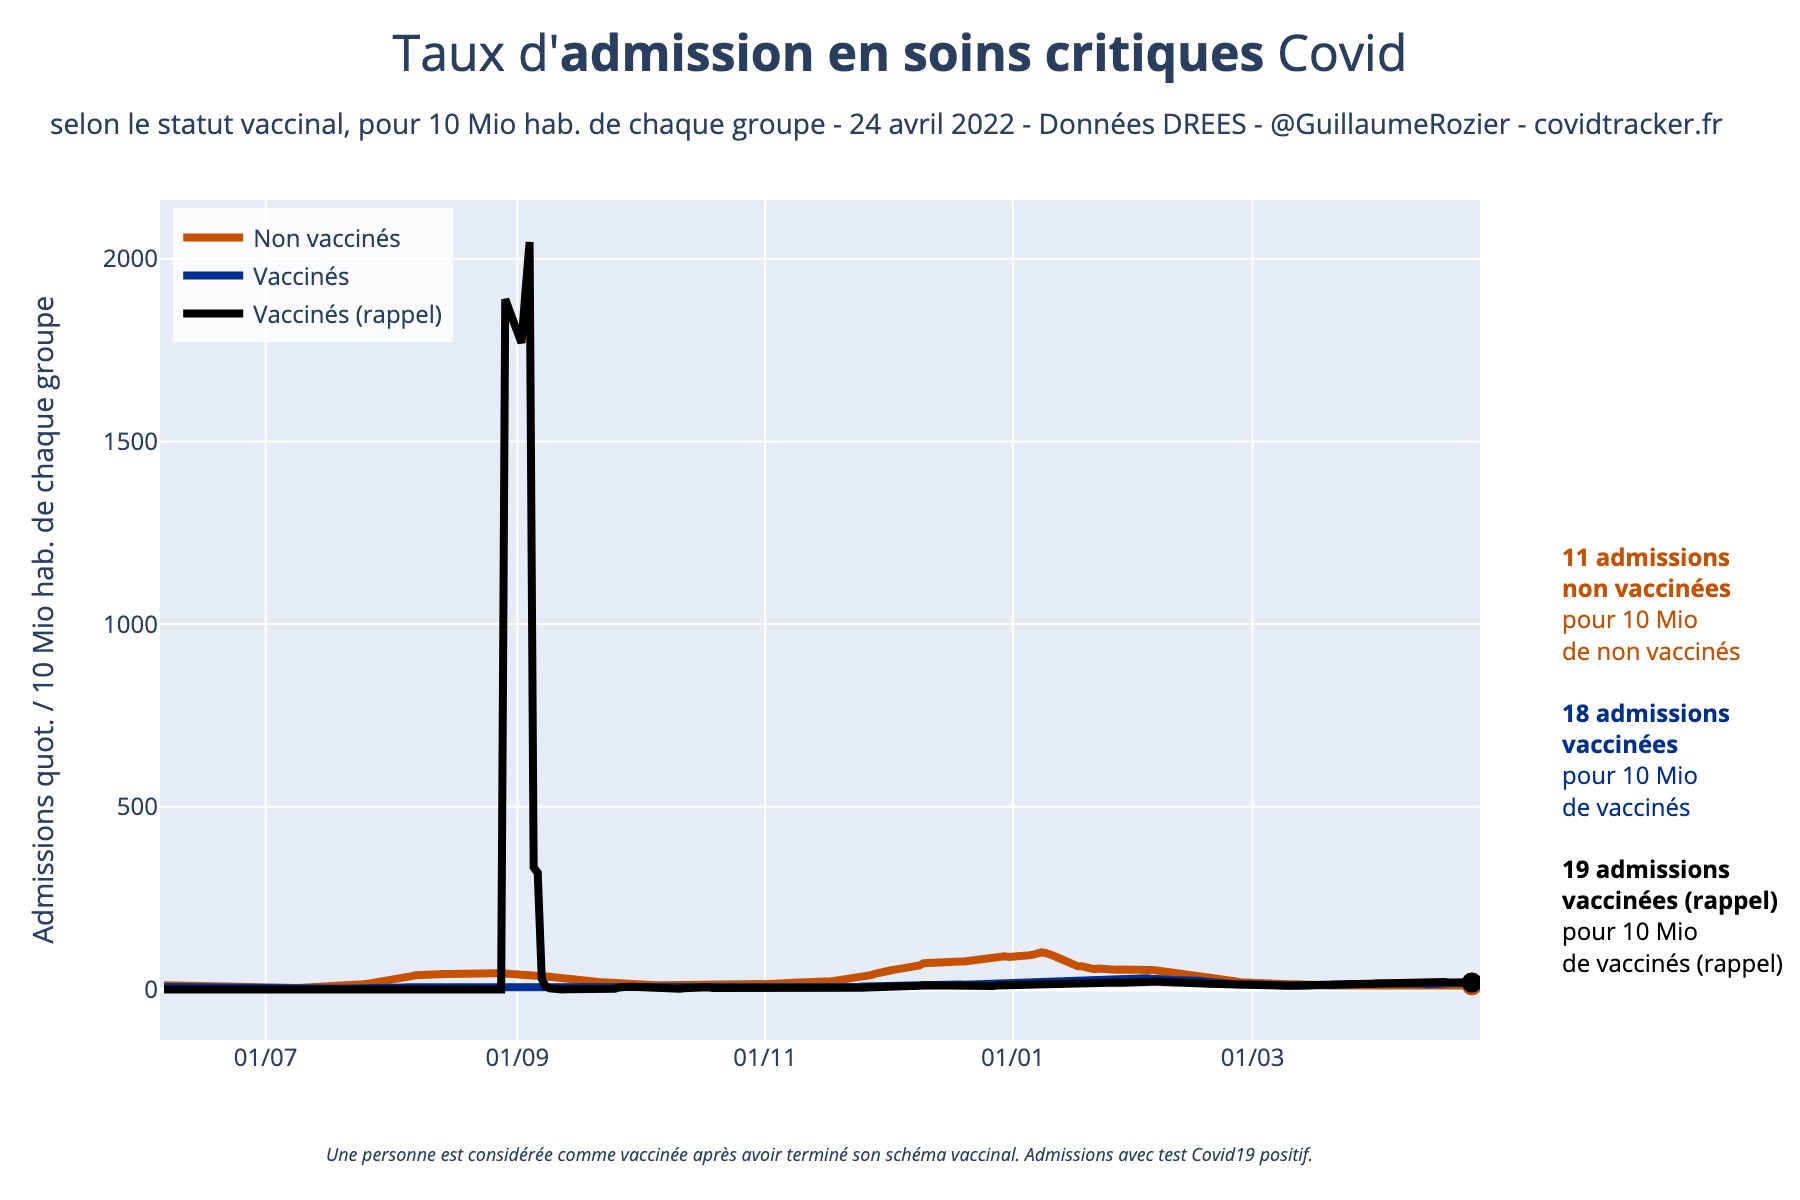 Taux d'admission en soins critiques Covid
selon le statut vaccinal, pour 10 Mio hab. de chaque groupe - 24 avril 2022 - Données DREES - @GuillaumeRozier - covidtracker.fr
Non vaccinés
Vaccinés
Vaccinés (rappel)
Admissions quot. / 10 Mio hab. de chaque groupe
2000
1500
1000
500
0
01/07
01/09
01/11
01/01
01/03
11 admissions
non vaccinées
pour 10 Mio
de non vaccinés
18 admissions
vaccinées
pour 10 Mio
de vaccinés
19 admissions
vaccinées (rappel)
pour 10 Mio
de vaccinés (rappel)
Une personne est considérée comme vaccinée après avoir terminé son schéma vaccinal. Admissions avec test Covid19 positif.